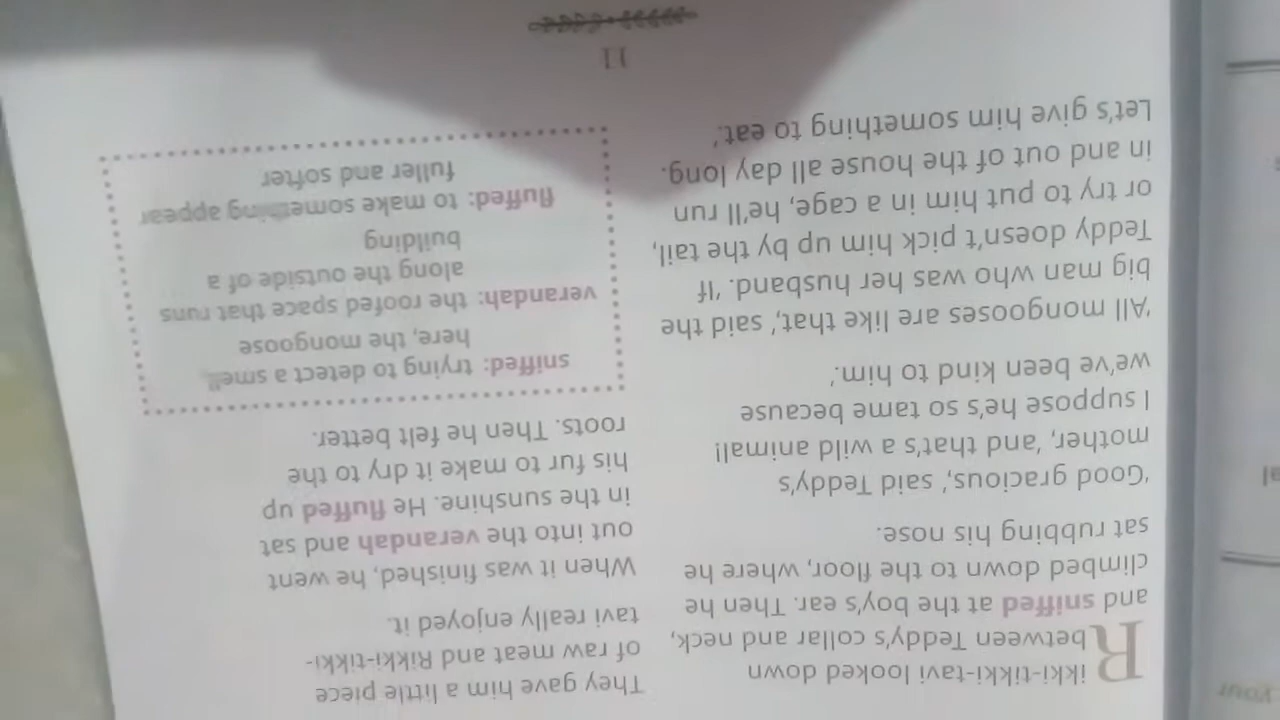 Rikki-tikki-tavi looked down
between Teddy's collar and neck,
and sniffed at the boy's ear. Then he
climbed down to the floor, where he
sat rubbing his nose.
'Good gracious,' said Teddy's
mother, 'and that's a wild animal!
I suppose he's so tame because
we've been kind to him.'
'All mongooses are like that,' said the
big man who was her husband. 'If
Teddy doesn't pick him up by the tail,
or try to put him in a cage, he'll run
in and out of the house all day long.
Let's give him something to eat.'
They gave him a little piece
of raw meat and Rikki-tikki-
tavi really enjoyed it.
When it was finished, he went
out into the verandah and sat
in the sunshine. He fluffed up
his fur to make it dry to the
roots. Then he felt better.
sniffed: trying to detect a smell
here, the mongoose
verandah: the roofed space that runs
along the outside of a
building
fluffed: to make something appear
fuller and softer
11
your